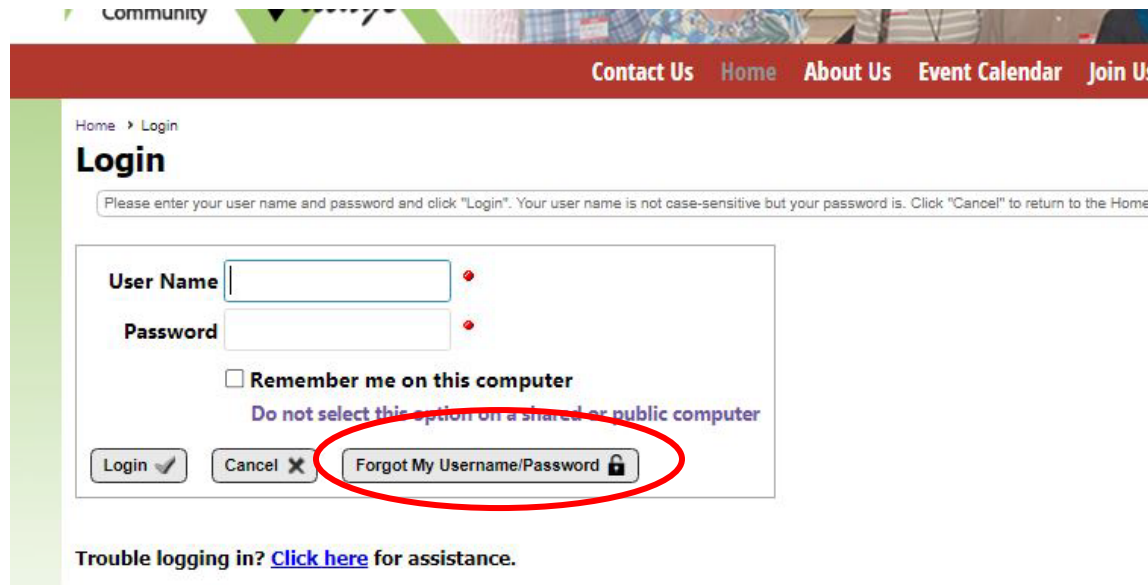 Community
Contact Us Home About Us Event Calendar Join Us
Home › Login
Login
Please enter your user name and password and click "Login". Your user name is not case-sensitive but your password is. Click "Cancel" to return to the Home
User Name
Password
Remember me on this computer
Do not select this option on a shared or public computer
Login Cancel Forgot My Username/Password
Trouble logging in? Click here for assistance.